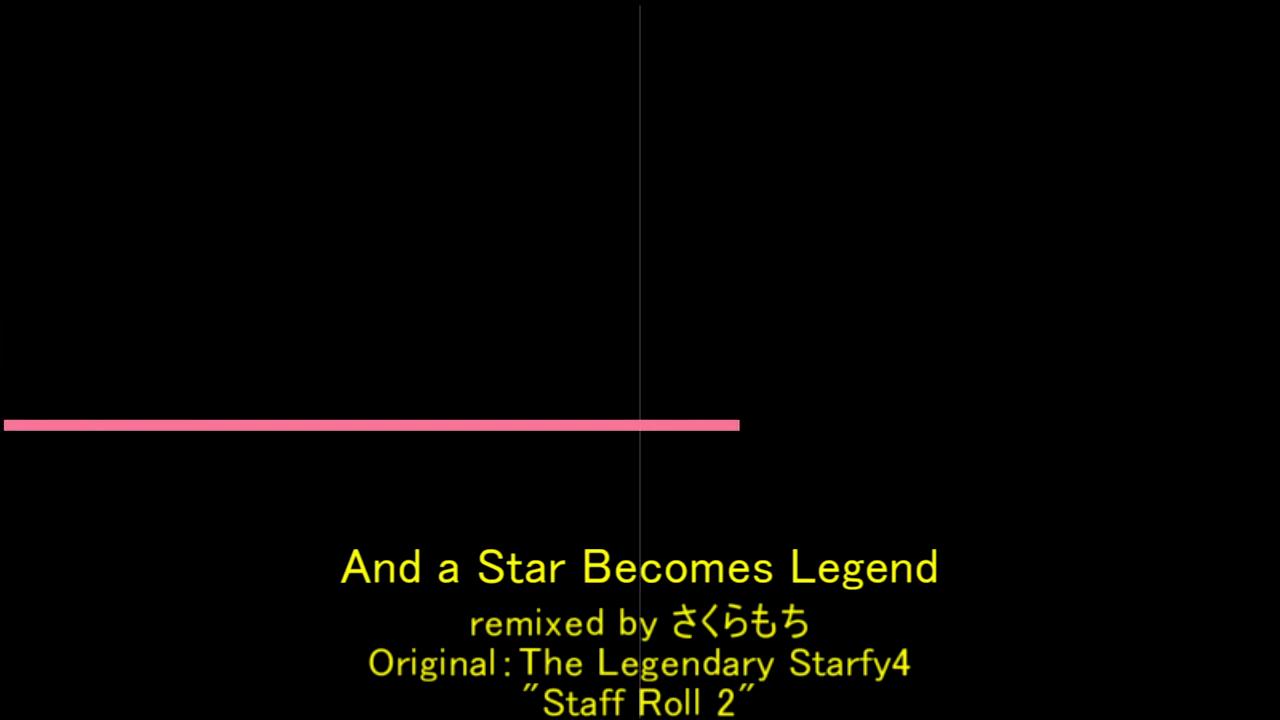 And a Star Becomes Legend
remixed by さくらもち
Original:The Legendary Starfy4
"Staff Roll 2"